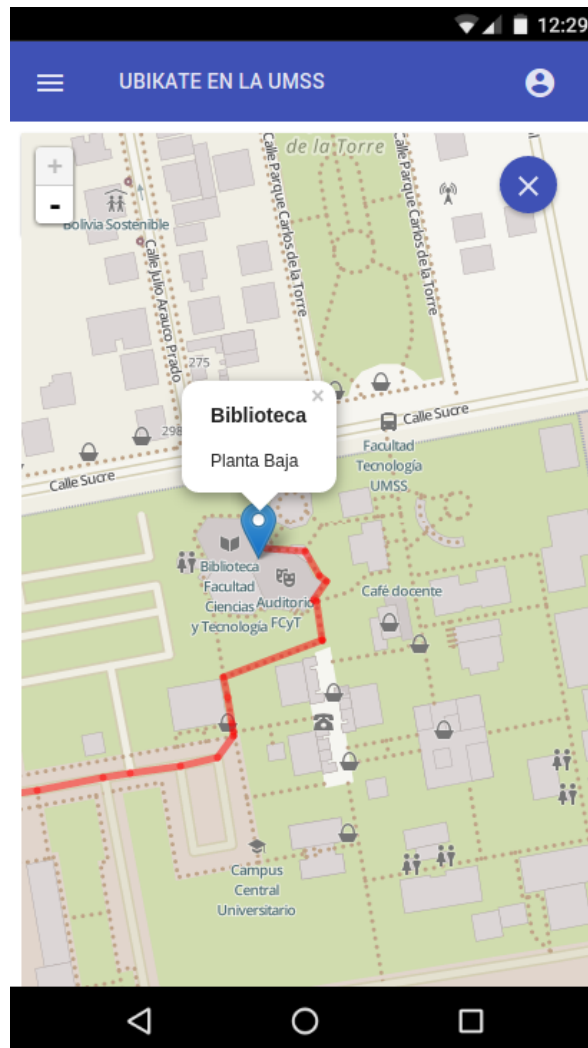 12:29
UBIKATE EN LA UMSS
+
-
de la Torre
Calle Parque Carlos de la Torre
Calle Parque Carlos de la Torre
Bolivia Sostenible
Calle Julio Arauco Prado
275
298
×
Biblioteca
Planta Baja
Calle Sucre
Calle Sucre
Facultad
Tecnología
UMSS
Biblioteca
Facultad
Ciencias
y Tecnología
Auditorio
FCyT
Café docente
Campus
Central
Universitario